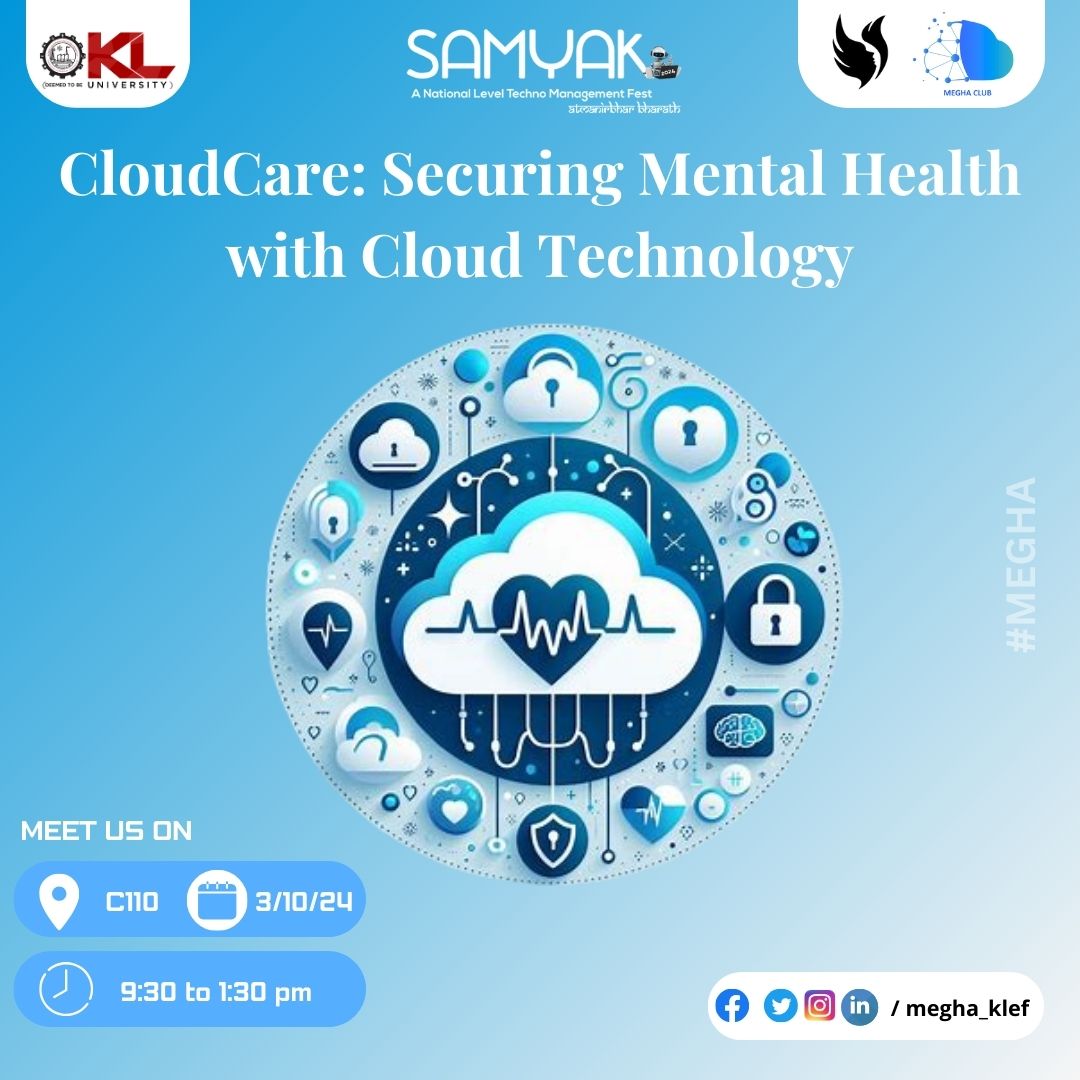 KL
(DEEMED TO BE UNIVERSITY)
SAMYAK
2024
A National Level Techno Management Fest
atmanirbhar bharath
MEGHA CLUB
CloudCare: Securing Mental Health
with Cloud Technology
#MEGHA
MEET US ON
C110
3/10/24
9:30 to 1:30 pm
/ megha_klef